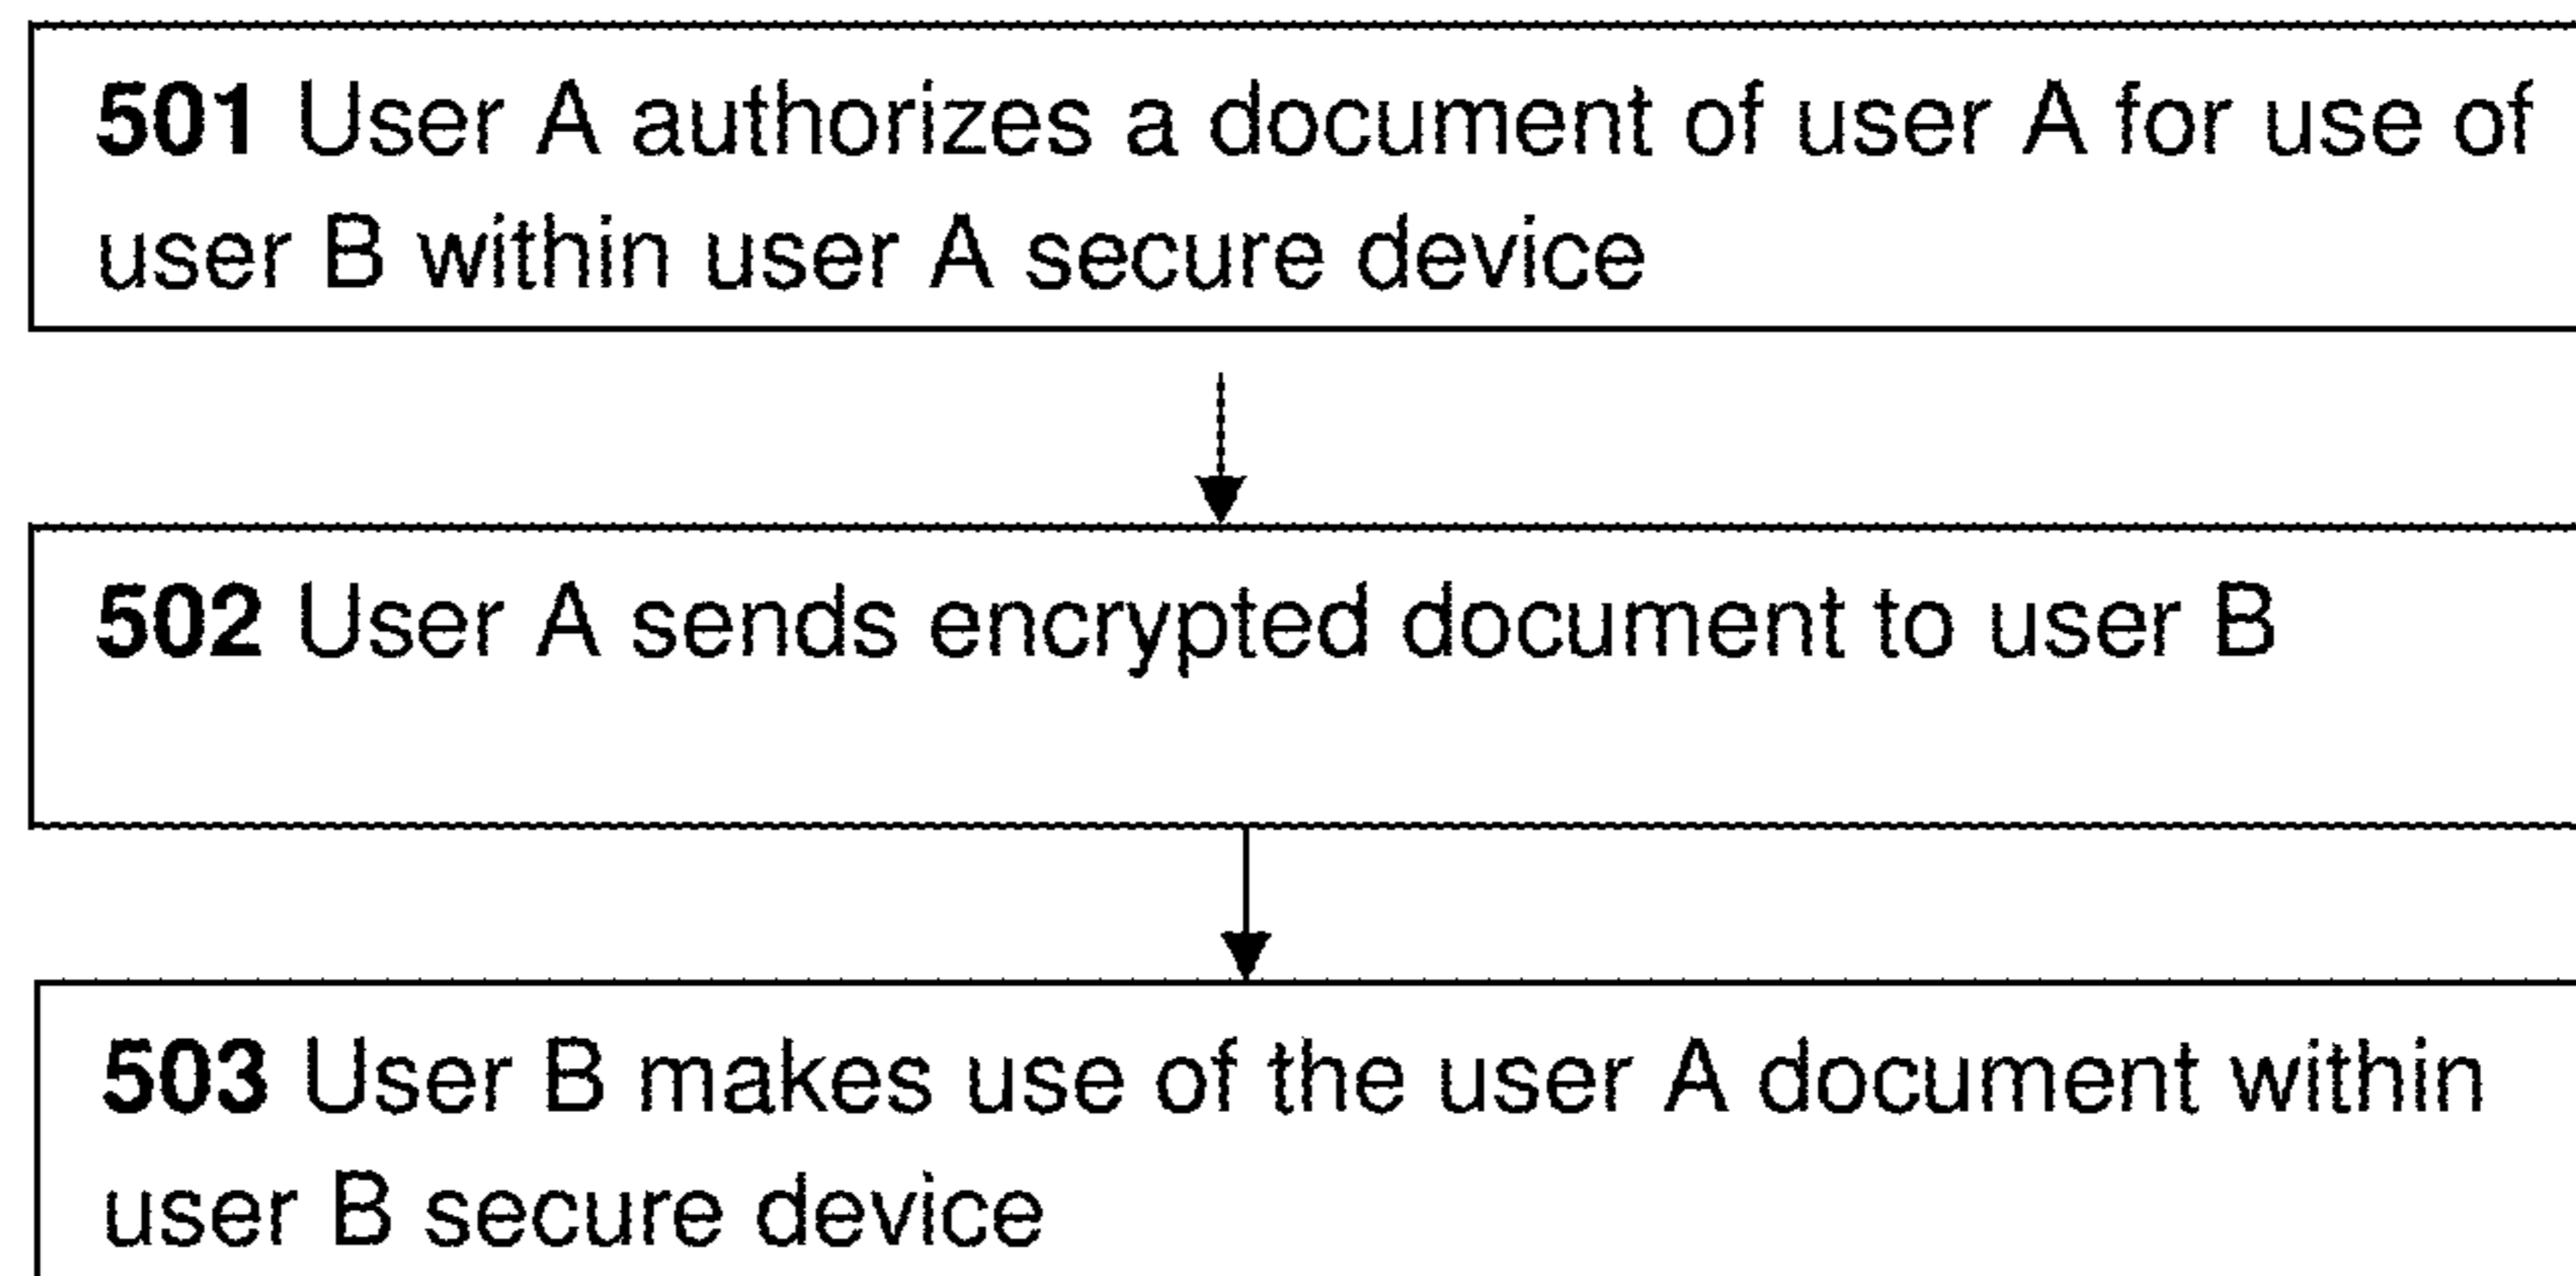 501 User A authorizes a document of user A for use of
user B within user A secure device
502 User A sends encrypted document to user B
503 User B makes use of the user A document within
user B secure device